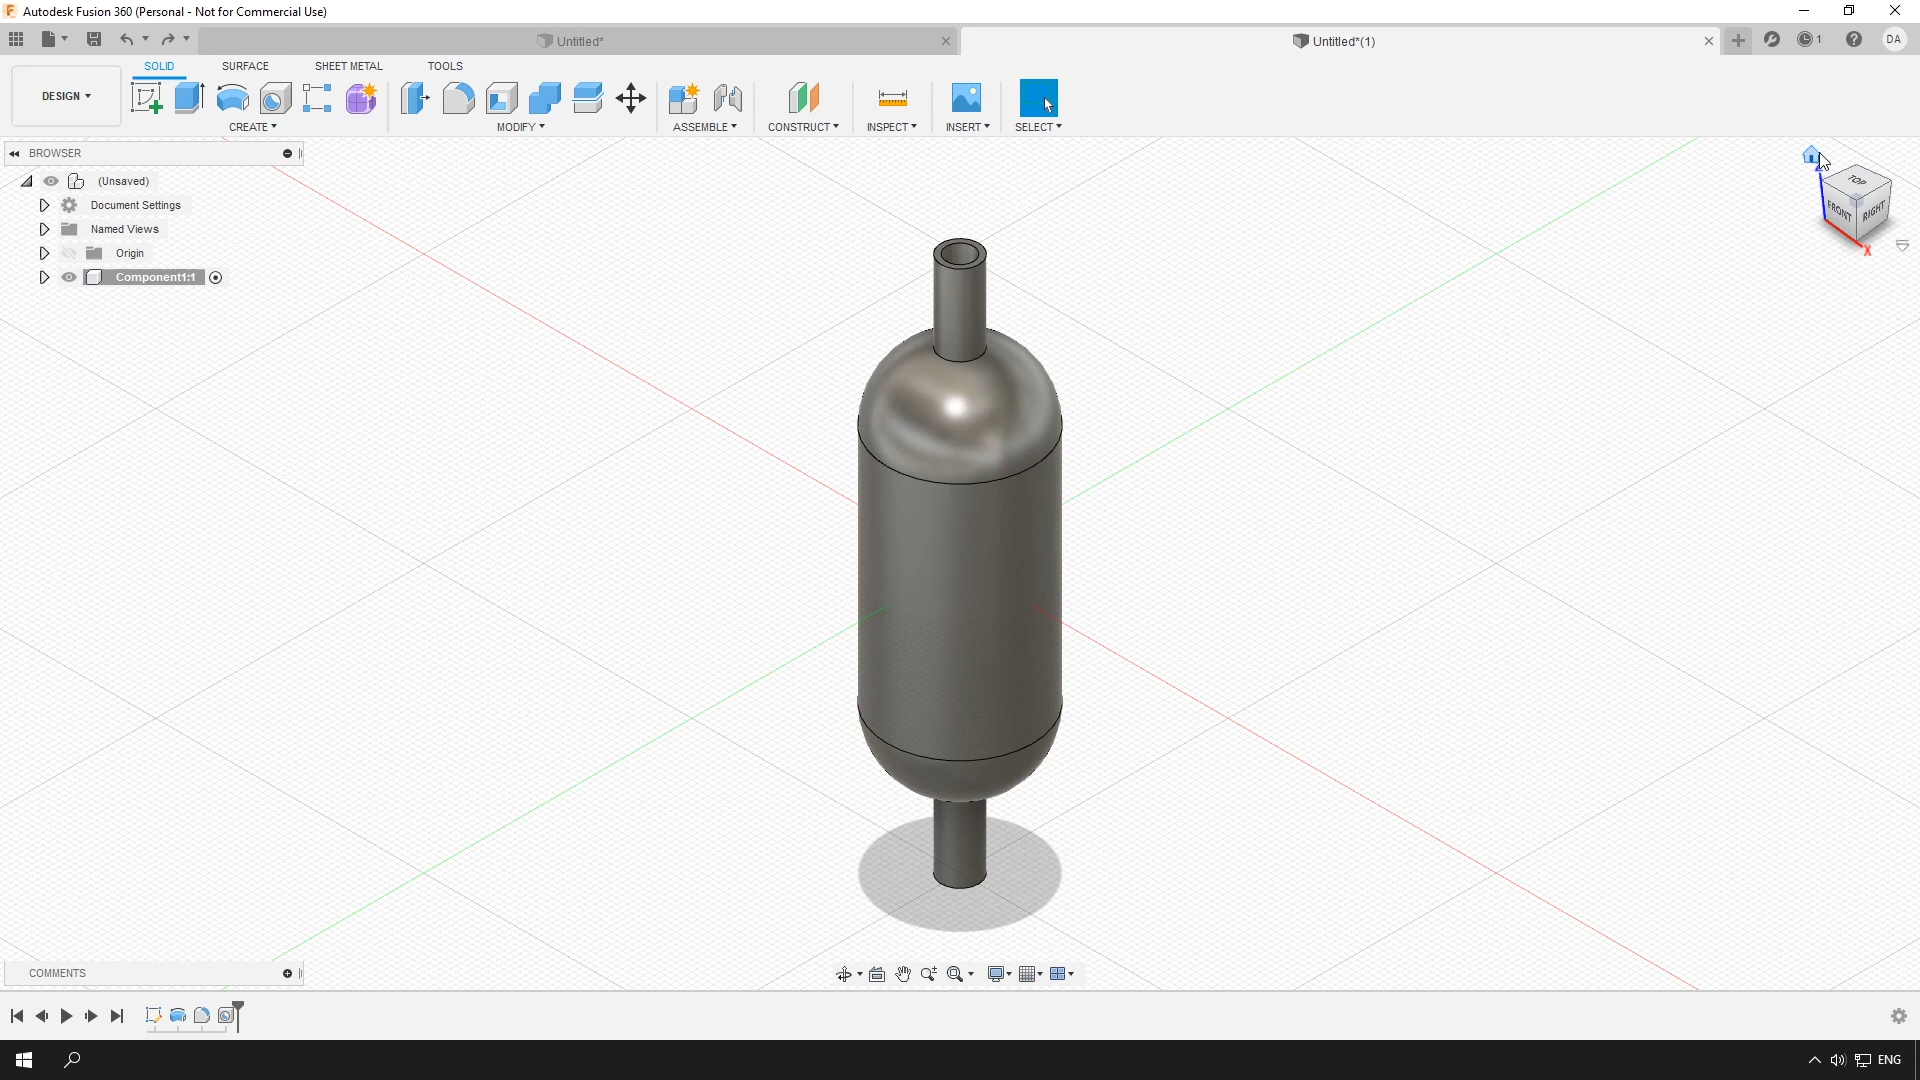 Autodesk Fusion 360 (Personal - Not for Commercial Use)
Untitled*
Untitled*(1)
1
DA
DESIGN
SOLID
SURFACE
SHEET METAL
TOOLS
CREATE
MODIFY
ASSEMBLE
CONSTRUCT
INSPECT
INSERT
SELECT
BROWSER
(Unsaved)
Document Settings
Named Views
Origin
Component1:1
TOP
FRONT
RIGHT
X
COMMENTS
ENG